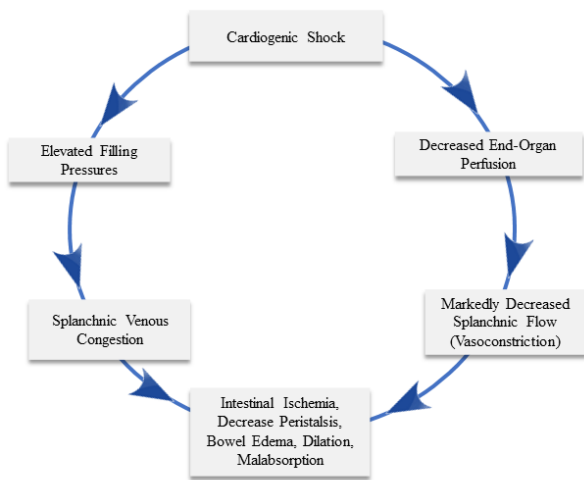 Cardiogenic Shock
Elevated Filling
Pressures
Decreased End-Organ
Perfusion
Splanchnic Venous
Congestion
Markedly Decreased
Splanchnic Flow
(Vasoconstriction)
Intestinal Ischemia,
Decrease Peristalsis,
Bowel Edema, Dilation,
Malabsorption